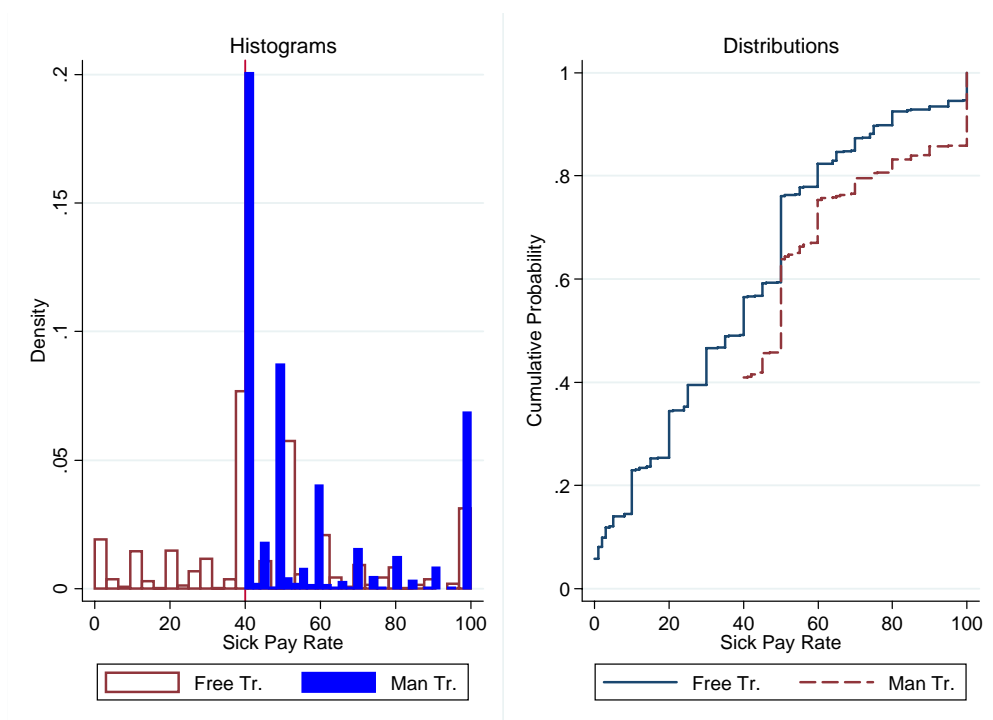 Histograms
Density
.2
.15
.1
.05
0
0 20 40 60 80 100
Sick Pay Rate
Free Tr. Man Tr.
Distributions
Cumulative Probability
1
.8
.6
.4
.2
0
0 20 40 60 80 100
Sick Pay Rate
Free Tr. Man Tr.